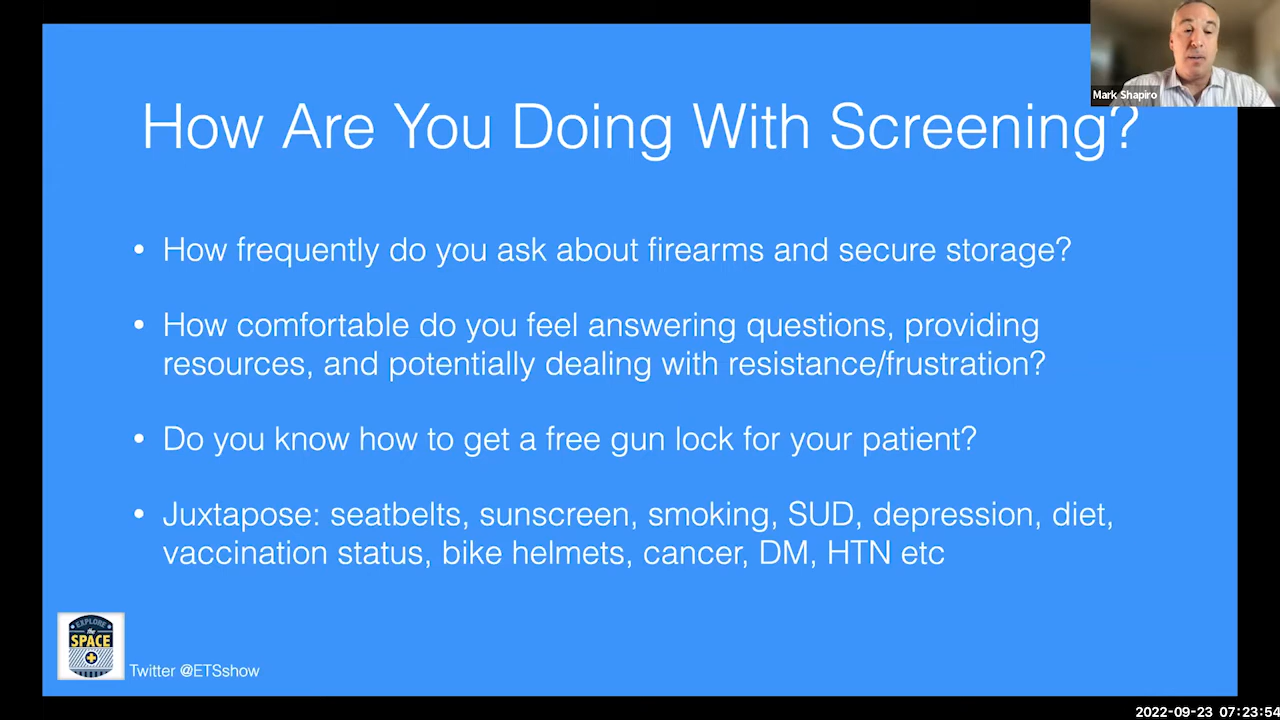 How Are You Doing With Screening?
Mark Shapiro
• How frequently do you ask about firearms and secure storage?
• How comfortable do you feel answering questions, providing
resources, and potentially dealing with resistance/frustration?
• Do you know how to get a free gun lock for your patient?
• Juxtapose: seatbelts, sunscreen, smoking, SUD, depression, diet,
vaccination status, bike helmets, cancer, DM, HTN etc
EXPLORE
the
SPACE
Twitter @ETSshow
2022-09-23 07:23:54